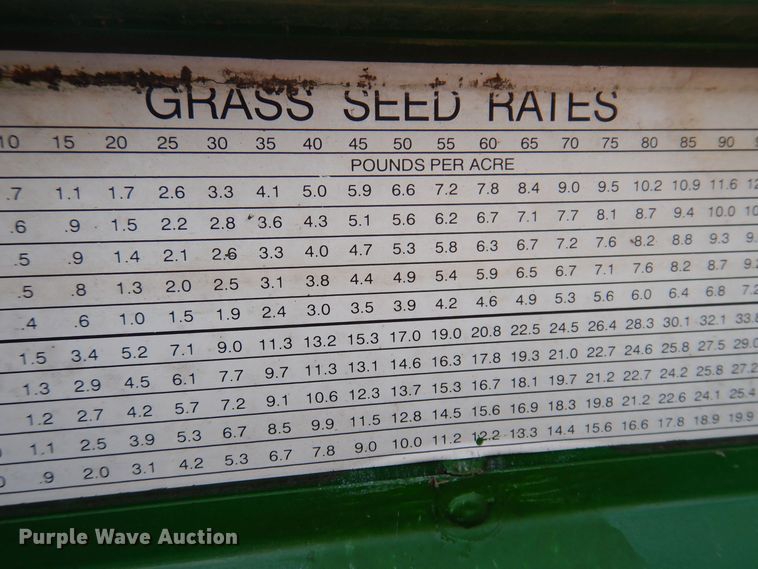 GRASS SEED RATES
10 15 20 25 30 35 40 45 50 55 60 65 70 75 80 85 90
POUNDS PER ACRE
.7 1.1 1.7 2.6 3.3 4.1 5.0 5.9 6.6 7.2 7.8 8.4 9.0 9.5 10.2 10.9 11.6
.6 .9 1.5 2.2 2.8 3.6 4.3 5.1 5.6 6.2 6.7 7.1 7.7 8.1 8.7 9.4 10.0
.5 .9 1.4 2.1 2.6 3.3 4.0 4.7 5.3 5.8 6.3 6.7 7.2 7.6 8.2 8.8 9.3
.5 .8 1.3 2.0 2.5 3.1 3.8 4.4 4.9 5.4 5.9 6.5 6.7 7.1 7.6 8.2 8.7
.4 .6 1.0 1.5 1.9 2.4 3.0 3.5 3.9 4.2 4.6 4.9 5.3 5.6 6.0 6.4 6.8 7.2
1.5 3.4 5.2 7.1 9.0 11.3 13.2 15.3 17.0 19.0 20.8 22.5 24.5 26.4 28.3 30.1 32.1 33.8
1.3 2.9 4.5 6.1 7.7 9.7 11.3 13.1 14.6 16.3 17.8 19.3 21.0 22.7 24.6 25.8 27.5 29.0
1.2 2.7 4.2 5.7 7.2 9.1 10.6 12.3 13.7 15.3 16.7 18.1 19.7 21.2 22.7 24.2 25.8 27.2
1.1 2.5 3.9 5.3 6.7 8.5 9.9 11.5 12.8 14.5 15.6 16.9 18.3 19.8 21.2 22.6 24.1 25.4
.9 2.0 3.1 4.2 5.3 6.7 7.8 9.0 10.0 11.2 12.2 13.3 14.4 15.6 16.6 17.8 18.9 19.9
Purple Wave Auction